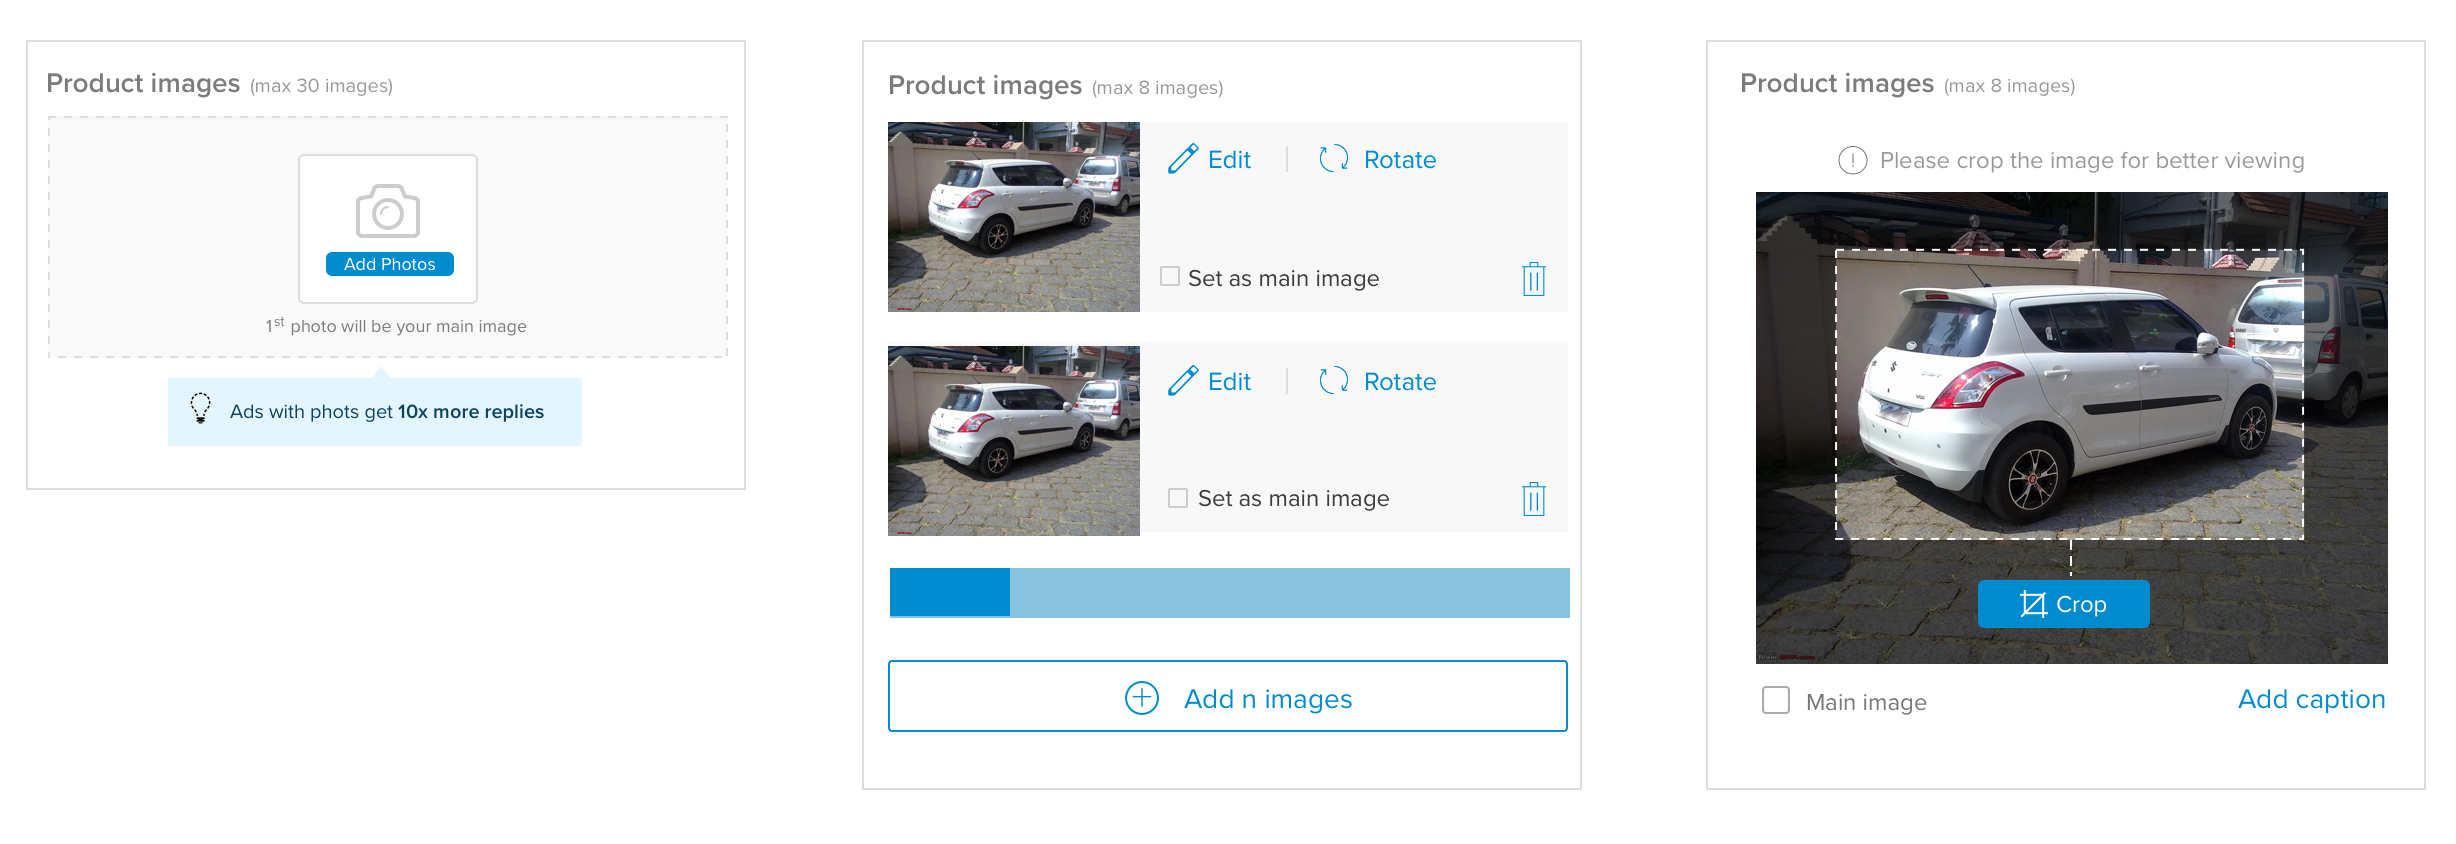 Product images (max 30 images)
Add Photos
1st photo will be your main image
Ads with phots get 10x more replies
Product images (max 8 images)
Edit
Rotate
Set as main image
Edit
Rotate
Set as main image
Add n images
Product images (max 8 images)
Please crop the image for better viewing
Crop
Main image
Add caption